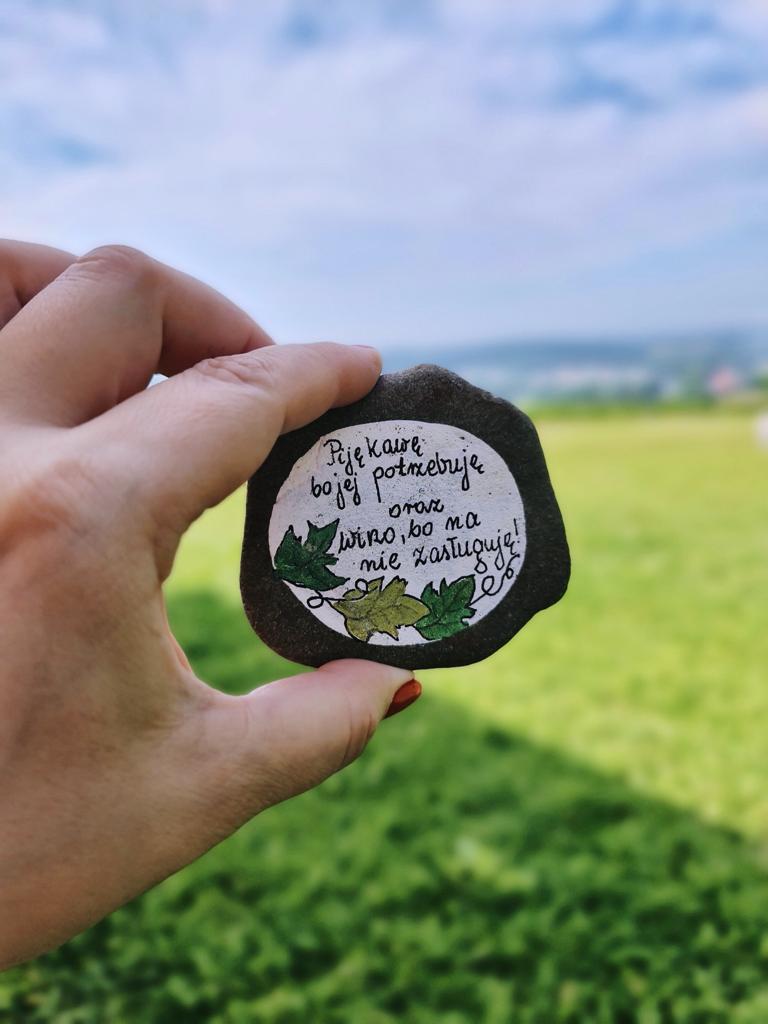 Piję kawę
bo jej potrzebuję
oraz
wino, bo na
nie zasługuję!